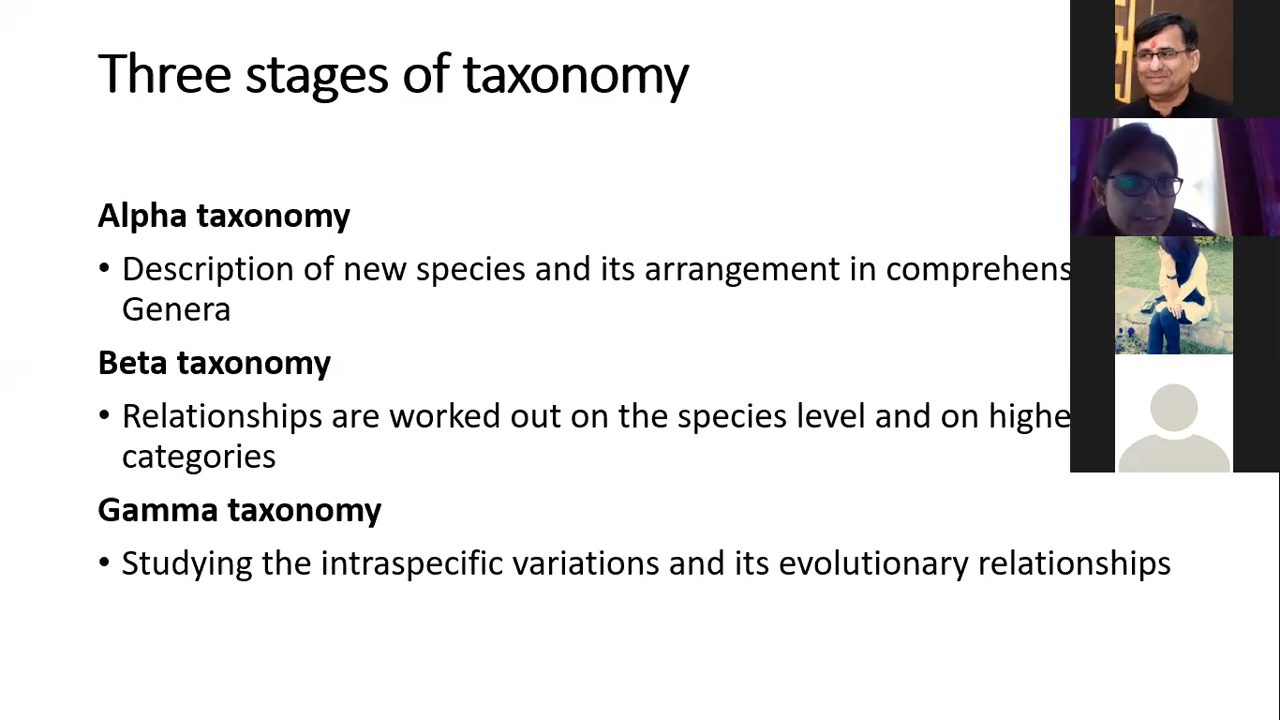 Three stages of taxonomy
Alpha taxonomy
• Description of new species and its arrangement in comprehens
Genera
Beta taxonomy
• Relationships are worked out on the species level and on highe
categories
Gamma taxonomy
• Studying the intraspecific variations and its evolutionary relationships